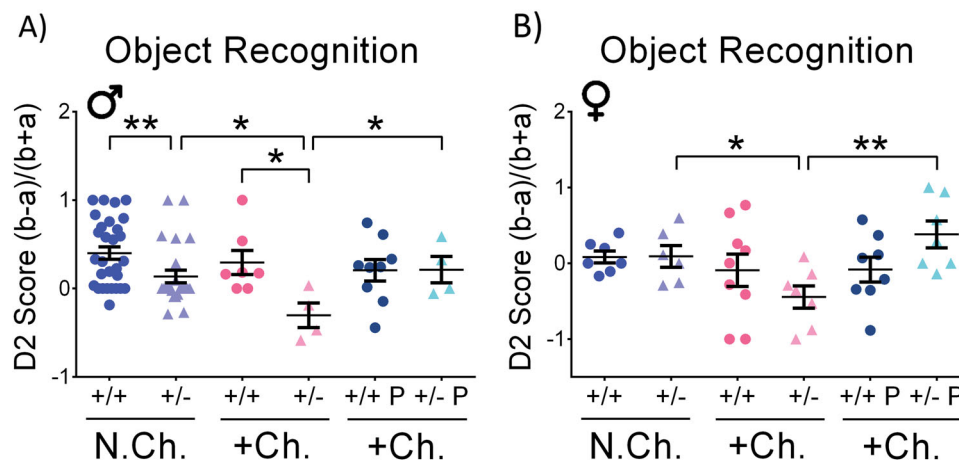 A)
Object Recognition
D2 Score (b-a)/(b+a)
2
1
0
-1
** * *
*
+/+ +/- +/+ +/- +/+ P +/- P
N.Ch. +Ch. +Ch.
B)
Object Recognition
D2 Score (b-a)/(b+a)
2
1
0
-1
* **
+/+ +/- +/+ +/- +/+ P +/- P
N.Ch. +Ch. +Ch.